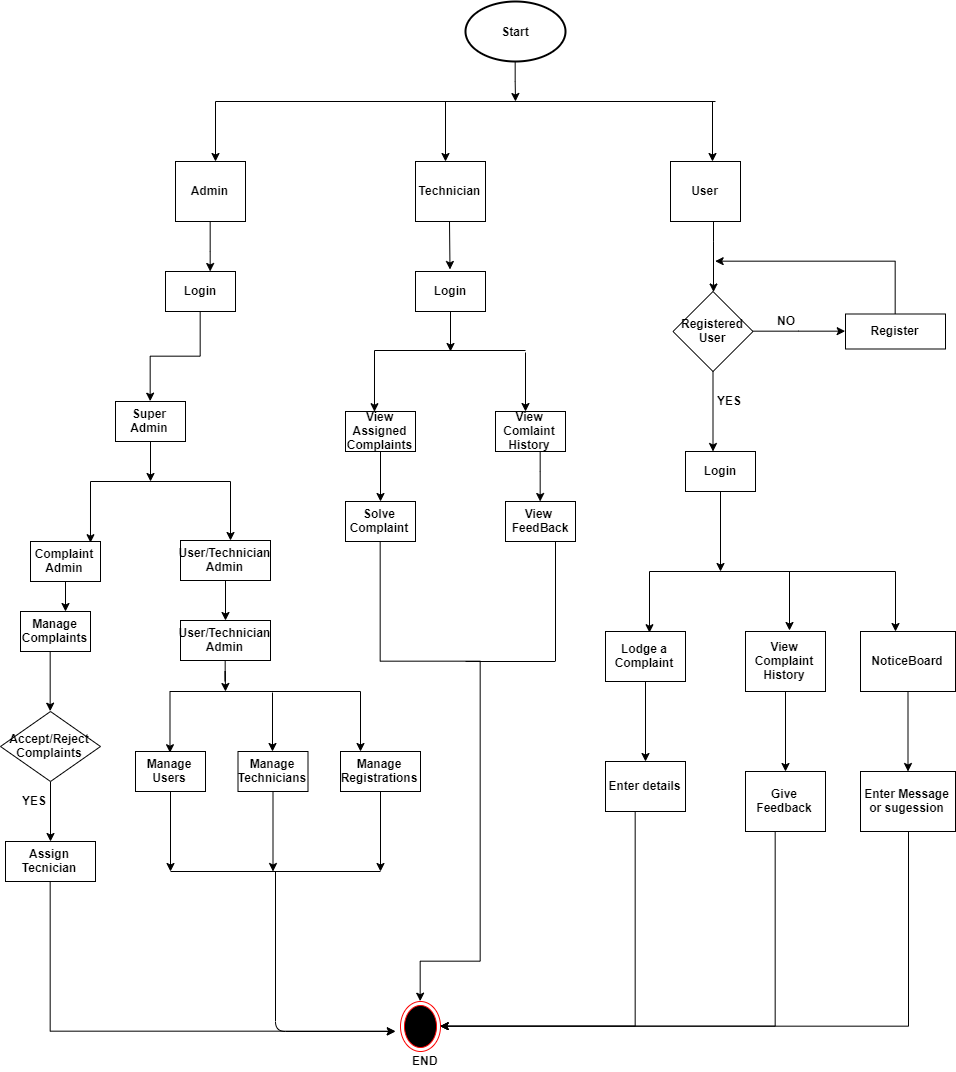 Start
Admin
Technician
User
Login
Login
Registered
User
NO
Register
YES
Super
Admin
View
Assigned
Complaints
View
Comlaint
History
Login
Solve
Complaint
View
FeedBack
Complaint
Admin
User/Technician
Admin
Manage
Complaints
User/Technician
Admin
Lodge a
Complaint
View
Complaint
History
NoticeBoard
Accept/Reject
Complaints
Manage
Users
Manage
Technicians
Manage
Registrations
Enter details
Give
Feedback
Enter Message
or sugession
YES
Assign
Tecnician
END